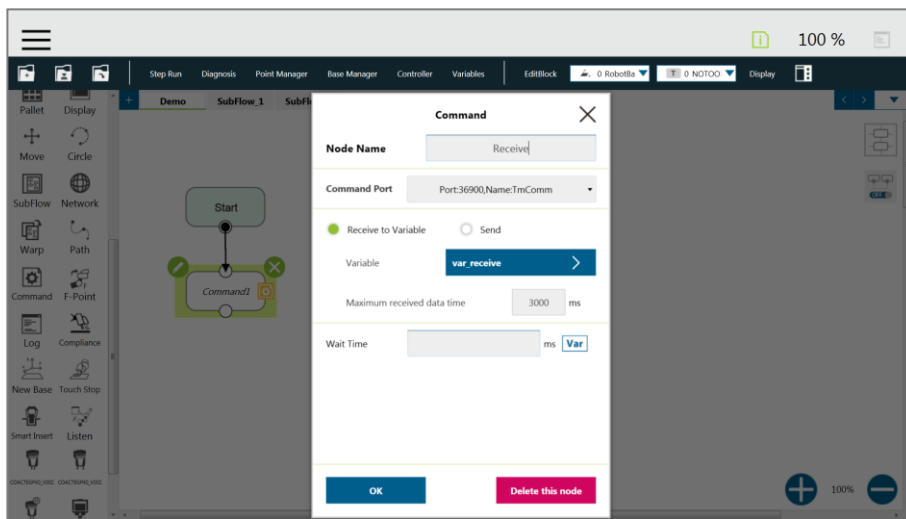 100 %
Step Run Diagnosis Point Manager Base Manager Controller Variables EditBlock 0 RobotBa T 0 NOTOO Display
Pallet Display
+ Demo SubFlow_1 SubFl
Command
Node Name Receive
Move Circle
Command Port Port:36900,Name:TmComm
SubFlow Network
OFF
Start
Receive to Variable Send
Warp Path
Variable var_receive
Command F-Point
Command1
Maximum received data time 3000 ms
Log Compliance
Wait Time ms Var
New Base Touch Stop
Smart Insert Listen
OK Delete this node
100%